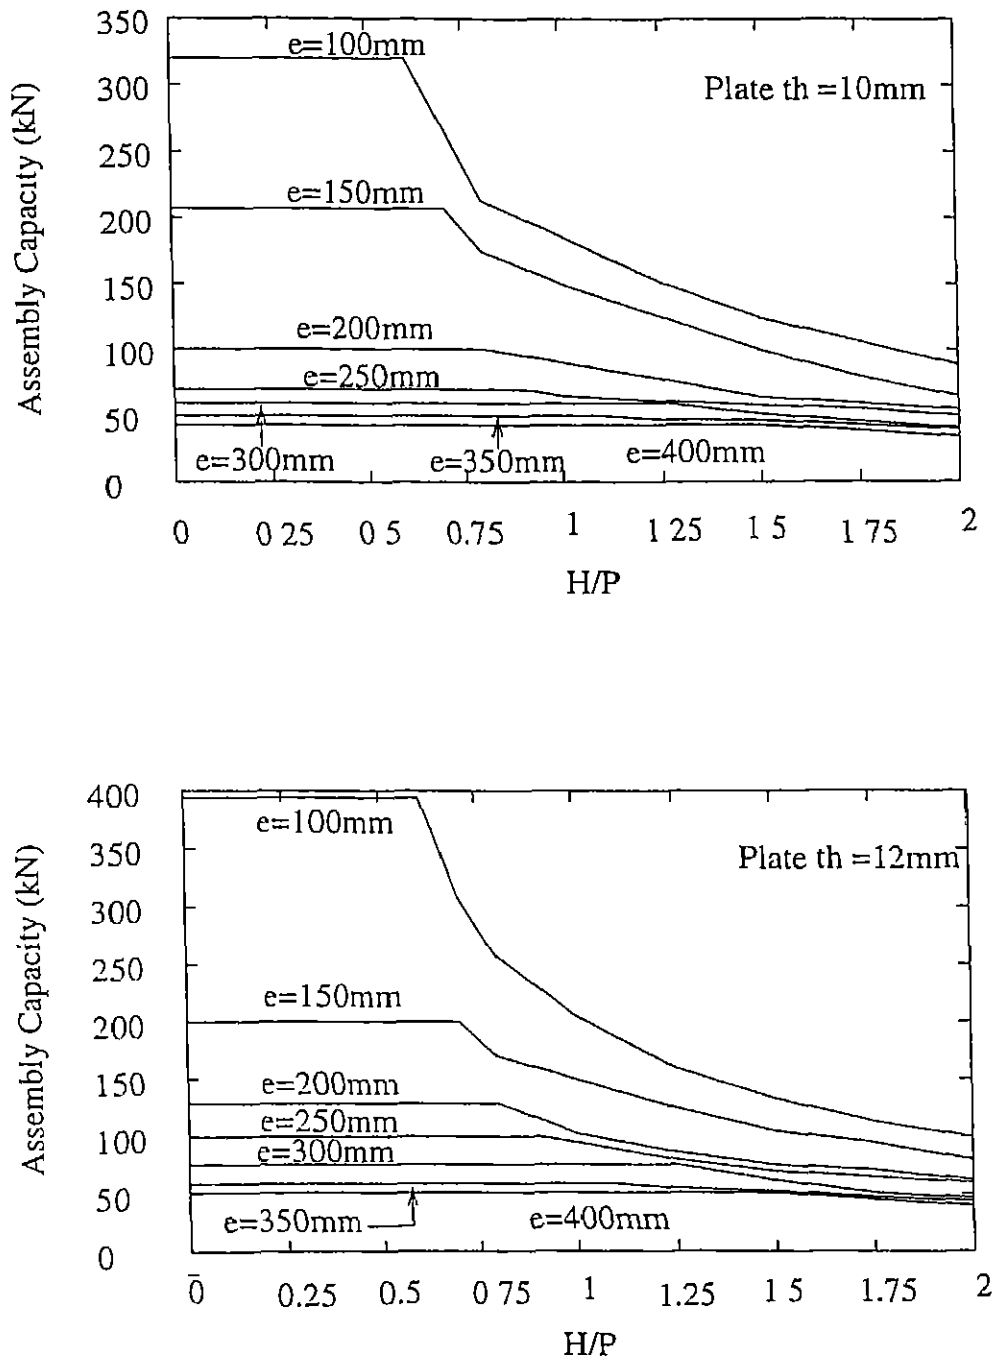 350
e=100mm
Plate th =10mm
300
250
e=150mm
200
150
e=200mm
100
e=250mm
50
e=300mm
e=350mm
e=400mm
0
Assembly Capacity (kN)
0 0 25 0 5 0.75 1 1 25 1 5 1 75 2
H/P
400
e=100mm
Plate th =12mm
350
300
250
e=150mm
200
150
e=200mm
e=250mm
100
e=300mm
50
e=350mm
e=400mm
0
Assembly Capacity (kN)
0 0.25 0.5 0 75 1 1.25 1 5 1.75 2
H/P